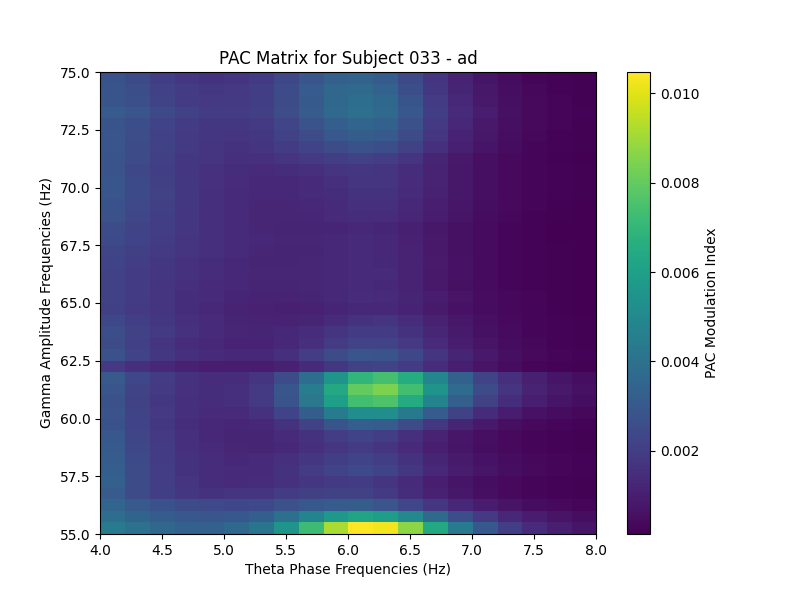 PAC Matrix for Subject 033 - ad
75.0
72.5
70.0
67.5
65.0
62.5
60.0
57.5
55.0
Gamma Amplitude Frequencies (Hz)
4.0 4.5 5.0 5.5 6.0 6.5 7.0 7.5 8.0
Theta Phase Frequencies (Hz)
0.010
0.008
0.006
0.004
0.002
PAC Modulation Index